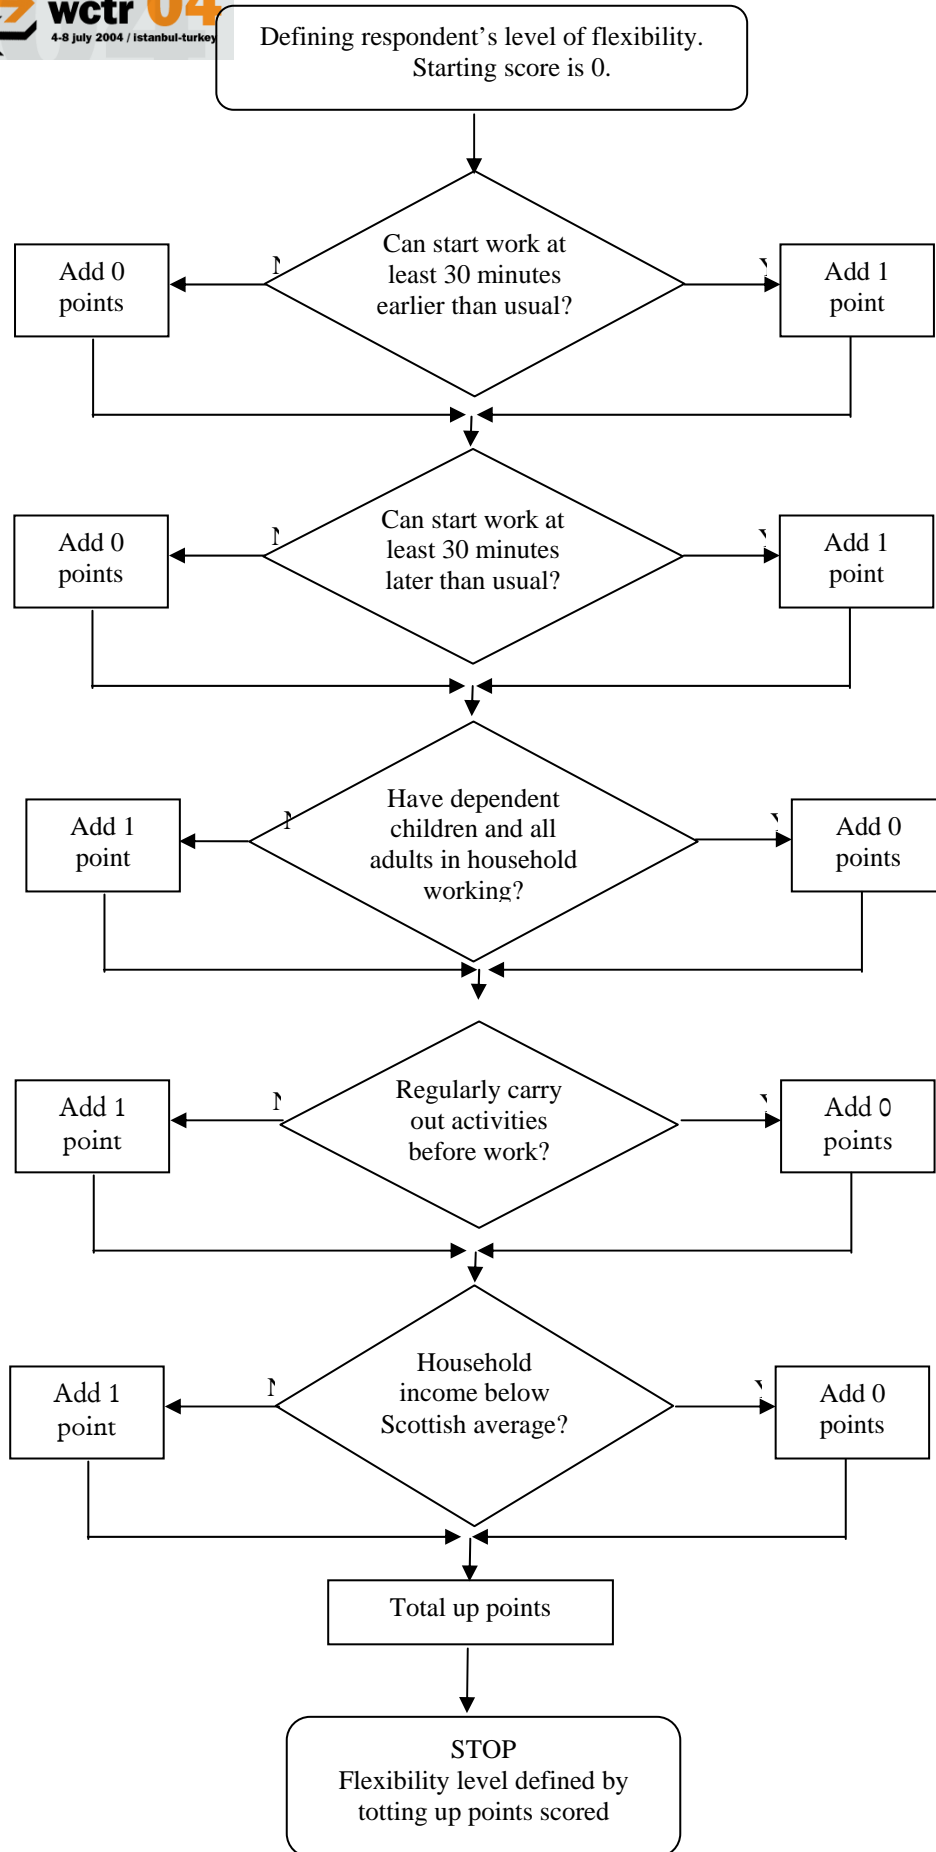 wctr 04
4-8 july 2004 / istanbul-turkey
Defining respondent's level of flexibility.
Starting score is 0.
Can start work at
least 30 minutes
earlier than usual?
Add 0
points
Add 1
point
Can start work at
least 30 minutes
later than usual?
Add 0
points
Add 1
point
Have dependent
children and all
adults in household
working?
Add 1
point
Add 0
points
Regularly carry
out activities
before work?
Add 1
point
Add 0
points
Household
income below
Scottish average?
Add 1
point
Add 0
points
Total up points
STOP
Flexibility level defined by
totting up points scored